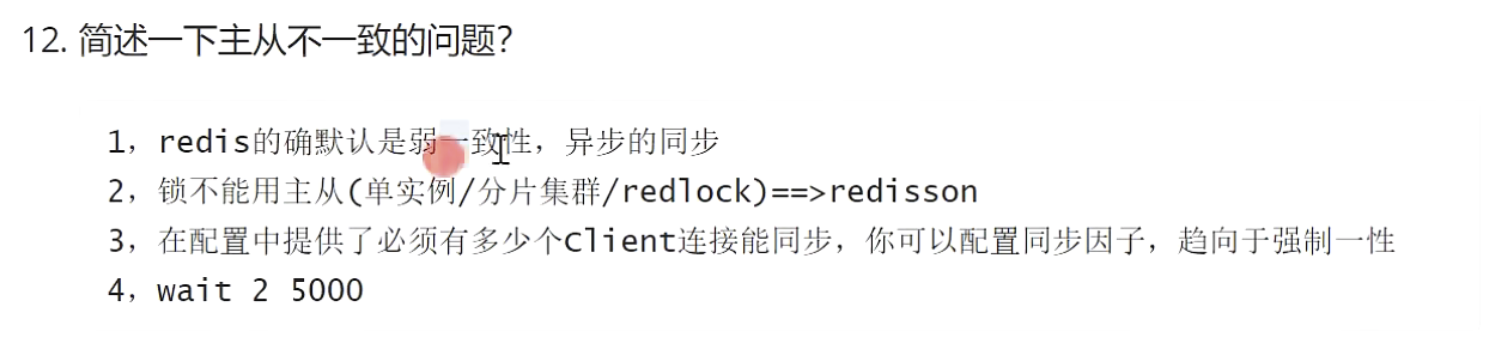 12. 简述一下主从不一致的问题?
1，redis的确默认是弱一致性，异步的同步
2，锁不能用主从(单实例/分片集群/redlock)==>redisson
3，在配置中提供了必须有多少个Client连接能同步，你可以配置同步因子，趋向于强制一性
4，wait 2 5000